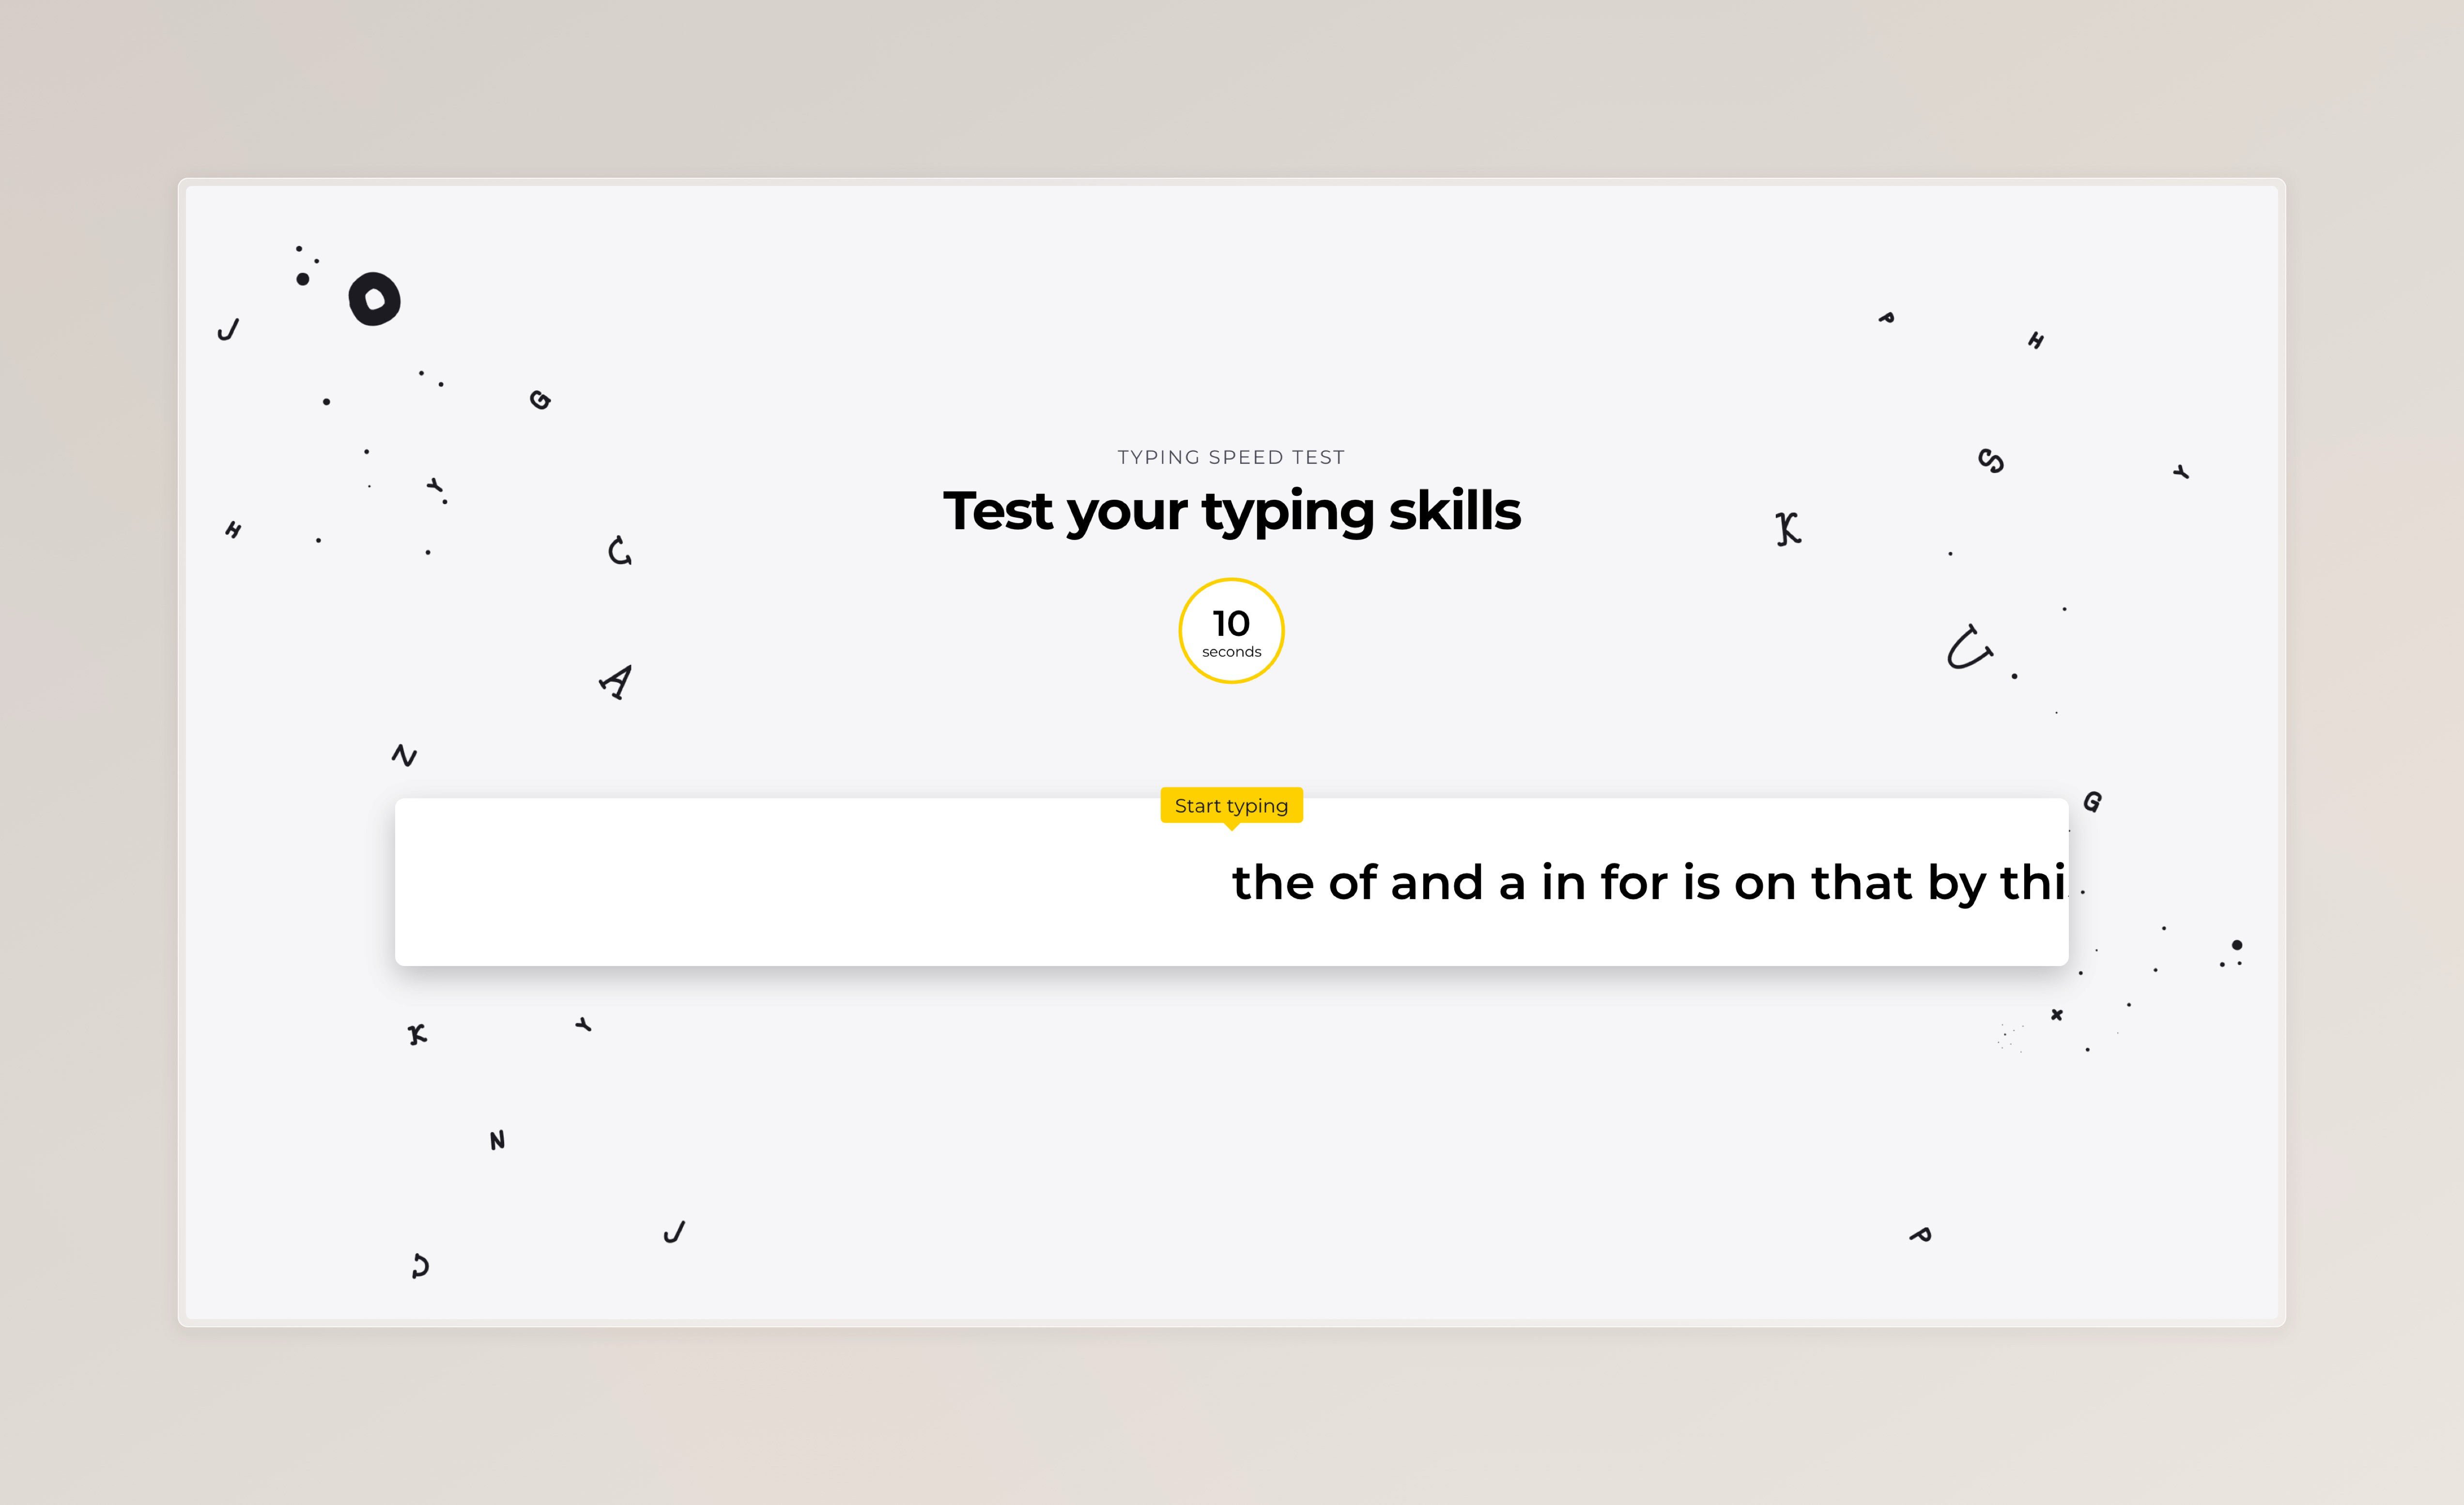 TYPING SPEED TEST
Test your typing skills
10
seconds
Start typing
the of and a in for is on that by thi
J
O
G
Y
H
C
A
N
P
H
S
Y
K
U
G
K
Y
x
N
J
P